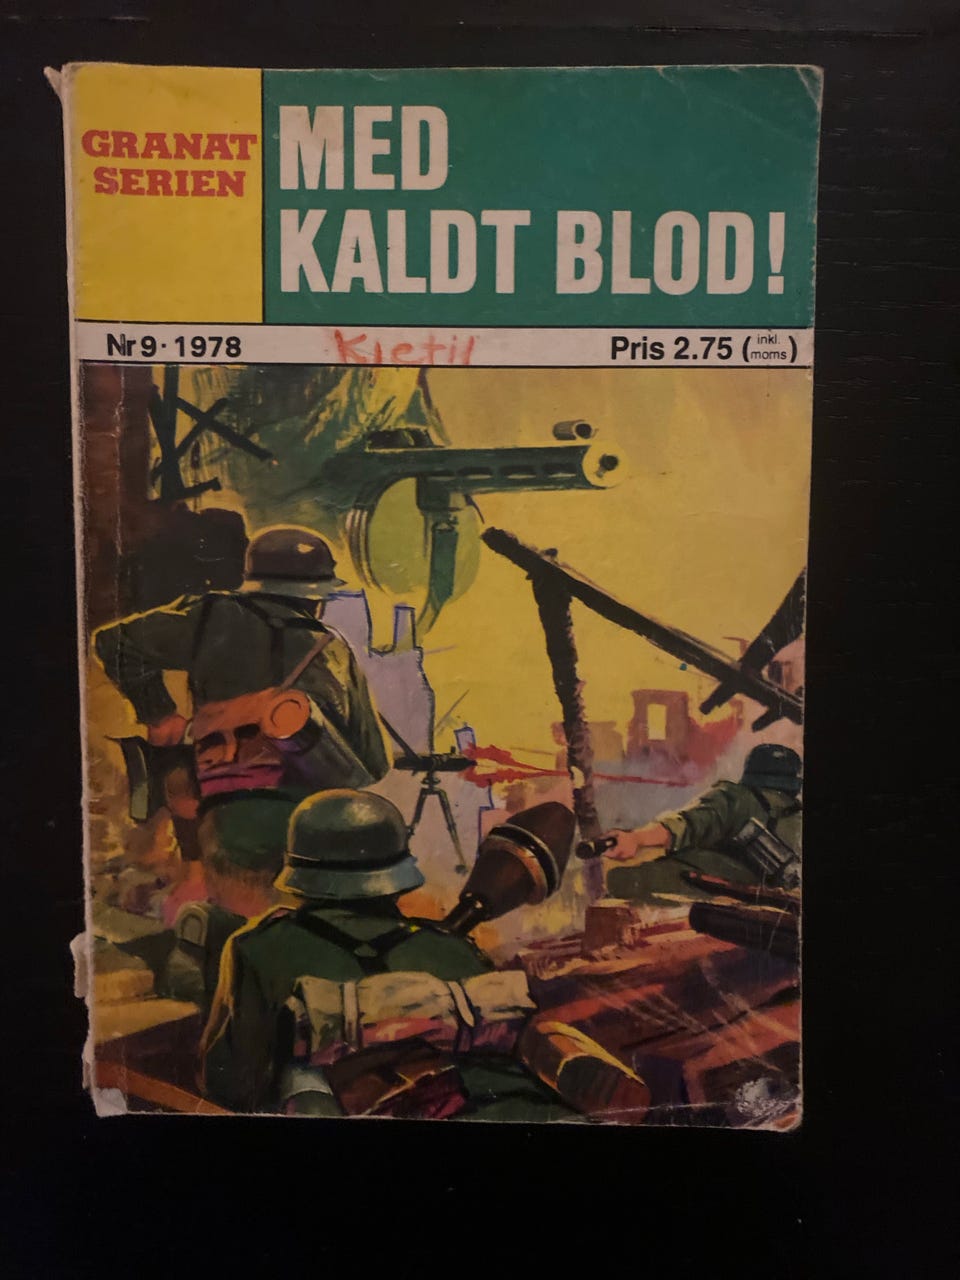 GRANAT
SERIEN
MED
KALDT BLOD!
Nr 9 · 1978
Kjetil
Pris 2.75 (inkl. moms)